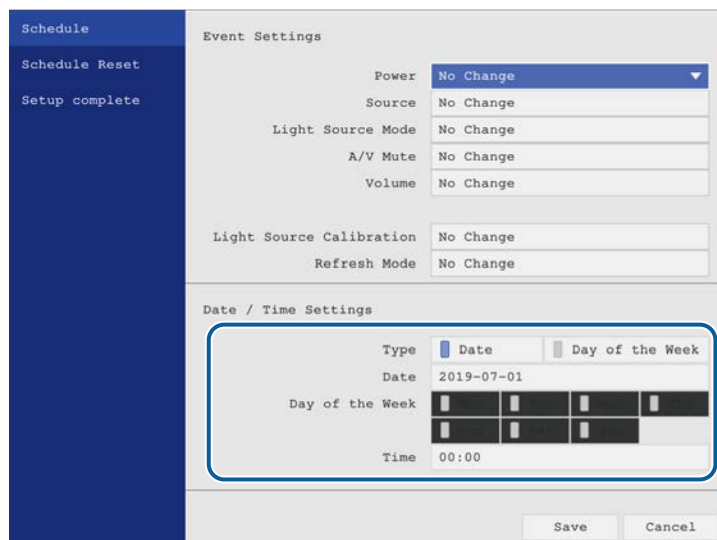 Schedule
Schedule Reset
Setup complete
Event Settings
Power No Change
Source No Change
Light Source Mode No Change
A/V Mute No Change
Volume No Change
Light Source Calibration No Change
Refresh Mode No Change
Date / Time Settings
Type Date Day of the Week
Date 2019-07-01
Day of the Week
Time 00:00
Save Cancel